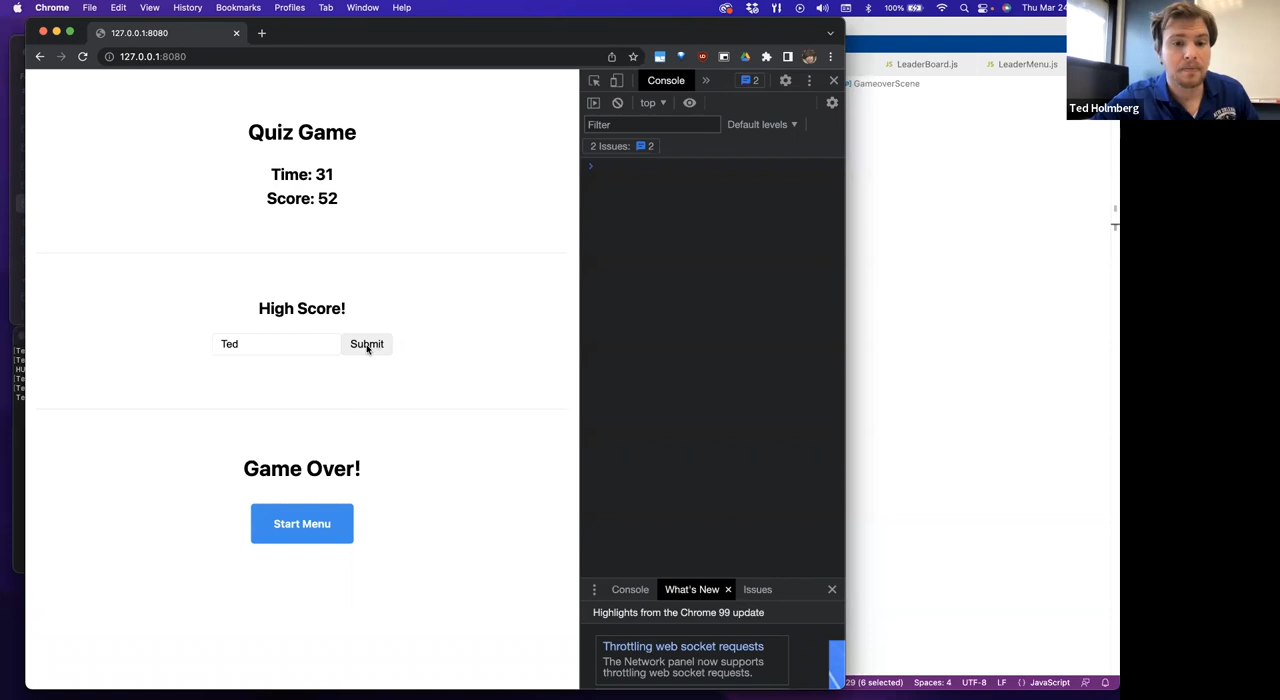 Chrome File Edit View History Bookmarks Profiles Tab Window Help 100% Thu Mar 24
127.0.0.1:8080
127.0.0.1:8080
LeaderBoard.js LeaderMenu.js
GameoverScene
Ted Holmberg
Console 2
top
Filter Default levels
2 Issues: 2
Quiz Game
Time: 31
Score: 52
High Score!
Ted Submit
Game Over!
Start Menu
Console What's New Issues
Highlights from the Chrome 99 update
Throttling web socket requests
The Network panel now supports
throttling web socket requests.
29 (6 selected) Spaces: 4 UTF-8 LF {} JavaScript